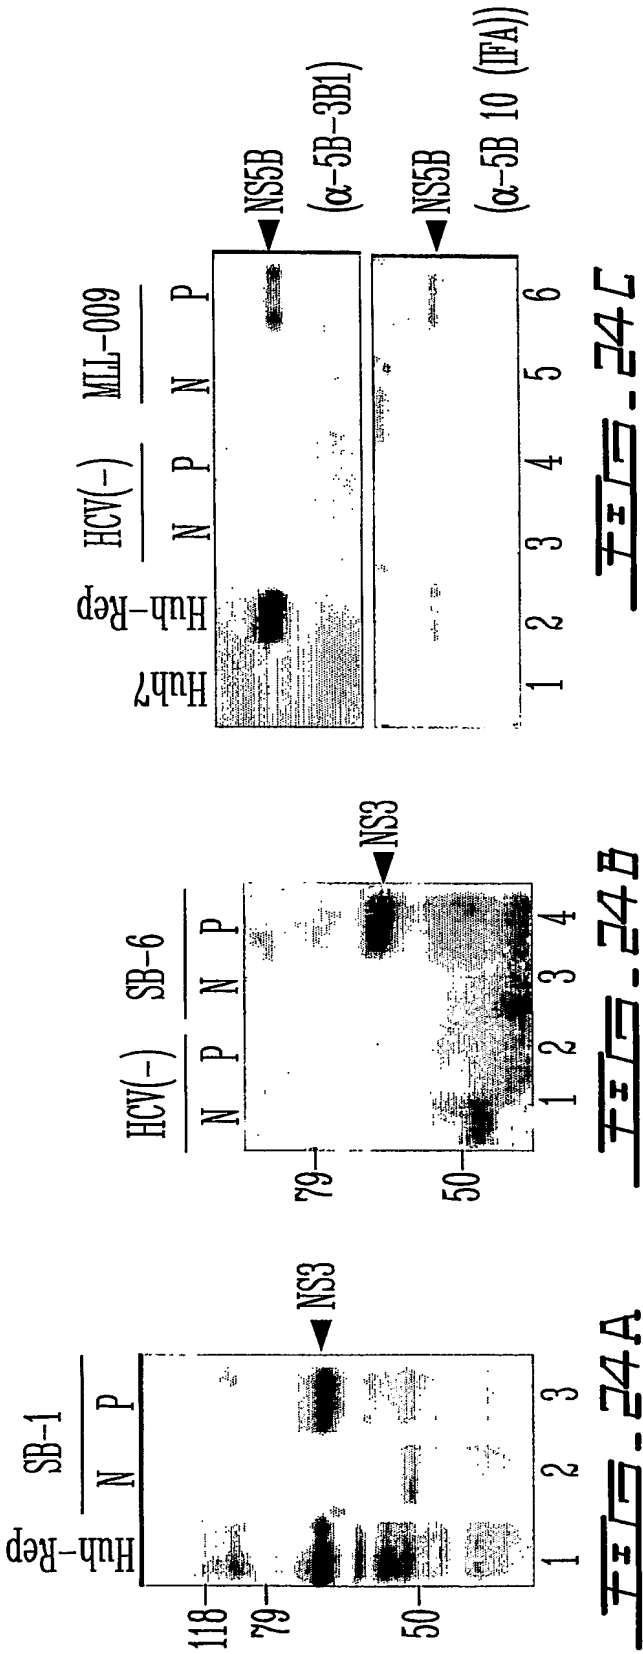 SB-1
Huh-Rep N P
118
79
50
NS3
1 2 3
FIG. 24A
HCV(-) SB-6
N P N P
79
50
NS3
1 2 3 4
FIG. 24B
HCV(-) MLL-009
Huh7 Huh-Rep N P N P
NS5B
(α-5B-3B1)
NS5B
(α-5B 10 (IFA))
1 2 3 4 5 6
FIG. 24C